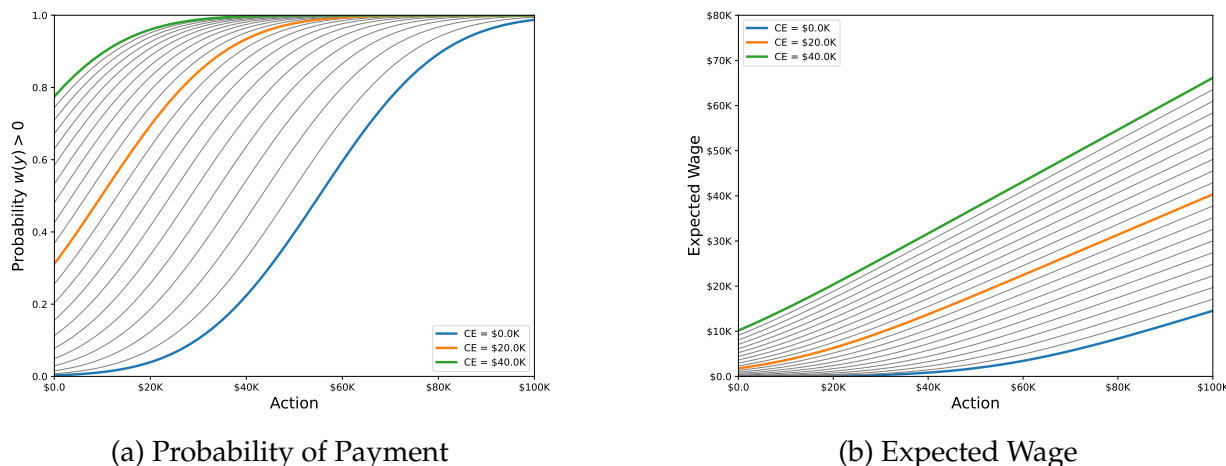 1.0
0.8
0.6
0.4
0.2
0.0
Probability w(y) > 0
$0.0 $20K $40K $60K $80K $100K
Action
CE = $0.0K
CE = $20.0K
CE = $40.0K
(a) Probability of Payment
$80K
$70K
$60K
$50K
$40K
$30K
$20K
$10K
$0.0
Expected Wage
CE = $0.0K
CE = $20.0K
CE = $40.0K
$0.0 $20K $40K $60K $80K $100K
Action
(b) Expected Wage